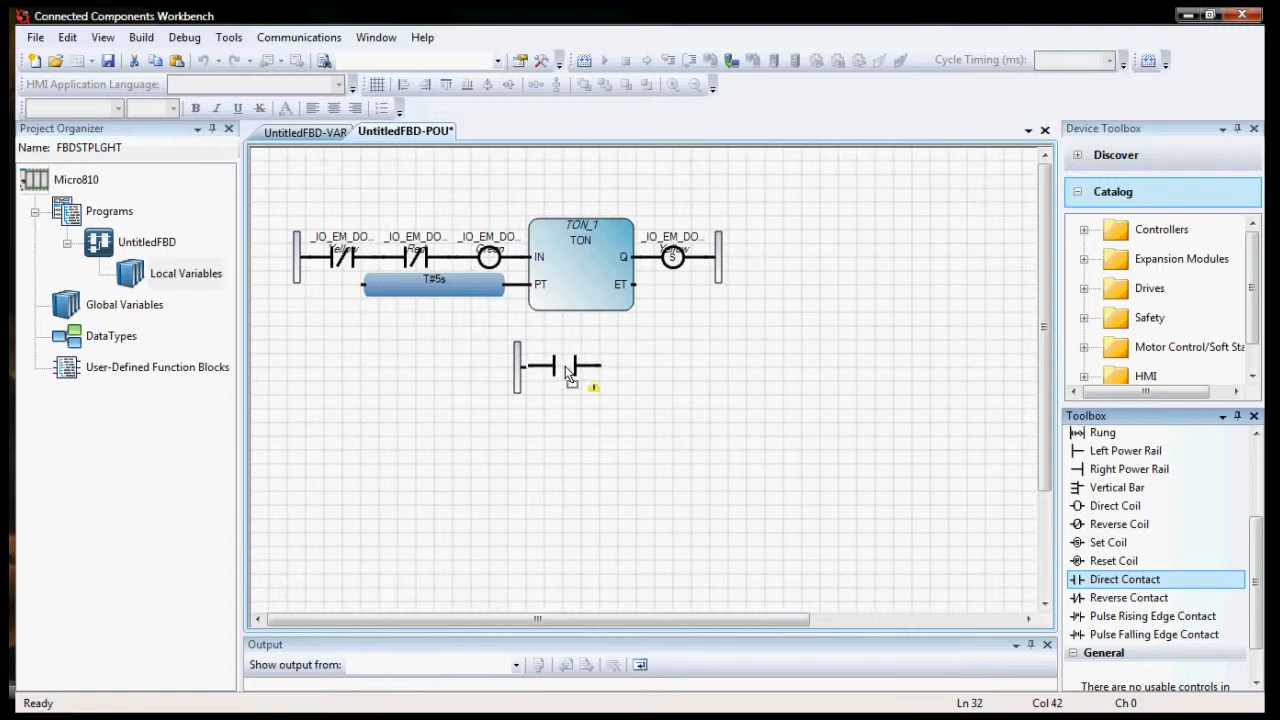 Connected Components Workbench
File Edit View Build Debug Tools Communications Window Help
Cycle Timing (ms):
HMI Application Language:
B I U K A
Project Organizer
Name: FBDSTPLGHT
Micro810
Programs
UntitledFBD
Local Variables
Global Variables
DataTypes
User-Defined Function Blocks
UntitledFBD-VAR UntitledFBD-POU*
_IO_EM_DO... _IO_EM_DO... _IO_EM_DO... _IO_EM_DO...
Yellow Red Green Yellow
TON_1
TON
IN Q
S
T#5s
PT ET
Device Toolbox
Discover
Catalog
Controllers
Expansion Modules
Drives
Safety
Motor Control/Soft Sta
HMI
Toolbox
Rung
Left Power Rail
Right Power Rail
Vertical Bar
Direct Coil
Reverse Coil
Set Coil
Reset Coil
Direct Contact
Reverse Contact
Pulse Rising Edge Contact
Pulse Falling Edge Contact
General
There are no usable controls in
Output
Show output from:
Ready Ln 32 Col 42 Ch 0